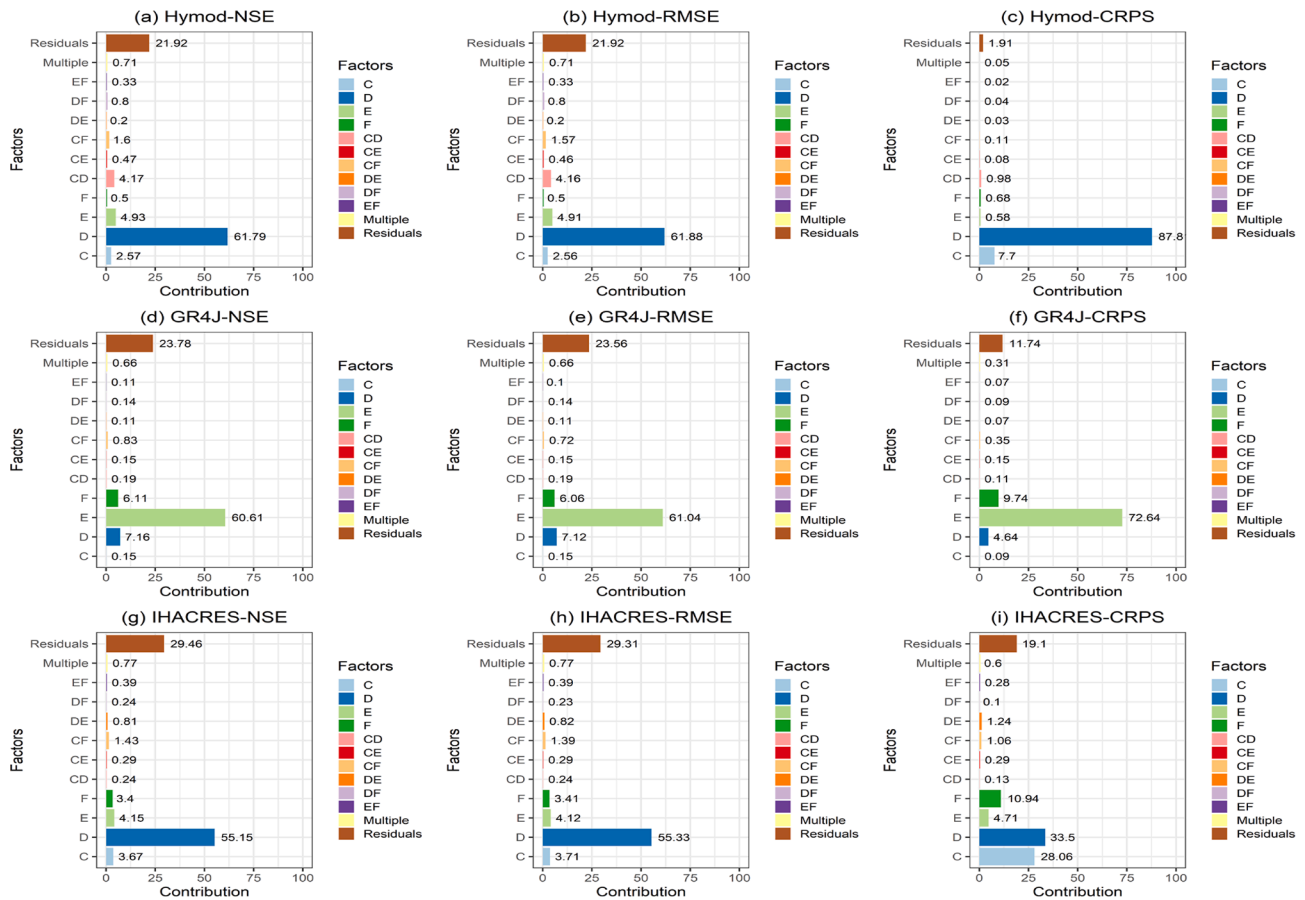 (a) Hymod-NSE
Factors
Residuals 21.92
Multiple 0.71
EF 0.33
DF 0.8
DE 0.2
CF 1.6
CE 0.47
CD 4.17
F 0.5
E 4.93
D 61.79
C 2.57
0 25 50 75 100
Contribution
Factors
C
D
E
F
CD
CE
CF
DE
DF
EF
Multiple
Residuals
(b) Hymod-RMSE
Factors
Residuals 21.92
Multiple 0.71
EF 0.33
DF 0.8
DE 0.2
CF 1.57
CE 0.46
CD 4.16
F 0.5
E 4.91
D 61.88
C 2.56
0 25 50 75 100
Contribution
Factors
C
D
E
F
CD
CE
CF
DE
DF
EF
Multiple
Residuals
(c) Hymod-CRPS
Factors
Residuals 1.91
Multiple 0.05
EF 0.02
DF 0.04
DE 0.03
CF 0.11
CE 0.08
CD 0.98
F 0.68
E 0.58
D 87.8
C 7.7
0 25 50 75 100
Contribution
Factors
C
D
E
F
CD
CE
CF
DE
DF
EF
Multiple
Residuals
(d) GR4J-NSE
Factors
Residuals 23.78
Multiple 0.66
EF 0.11
DF 0.14
DE 0.11
CF 0.83
CE 0.15
CD 0.19
F 6.11
E 60.61
D 7.16
C 0.15
0 25 50 75 100
Contribution
Factors
C
D
E
F
CD
CE
CF
DE
DF
EF
Multiple
Residuals
(e) GR4J-RMSE
Factors
Residuals 23.56
Multiple 0.66
EF 0.1
DF 0.14
DE 0.11
CF 0.72
CE 0.15
CD 0.19
F 6.06
E 61.04
D 7.12
C 0.15
0 25 50 75 100
Contribution
Factors
C
D
E
F
CD
CE
CF
DE
DF
EF
Multiple
Residuals
(f) GR4J-CRPS
Factors
Residuals 11.74
Multiple 0.31
EF 0.07
DF 0.09
DE 0.07
CF 0.35
CE 0.15
CD 0.11
F 9.74
E 72.64
D 4.64
C 0.09
0 25 50 75 100
Contribution
Factors
C
D
E
F
CD
CE
CF
DE
DF
EF
Multiple
Residuals
(g) IHACRES-NSE
Factors
Residuals 29.46
Multiple 0.77
EF 0.39
DF 0.24
DE 0.81
CF 1.43
CE 0.29
CD 0.24
F 3.4
E 4.15
D 55.15
C 3.67
0 25 50 75 100
Contribution
Factors
C
D
E
F
CD
CE
CF
DE
DF
EF
Multiple
Residuals
(h) IHACRES-RMSE
Factors
Residuals 29.31
Multiple 0.77
EF 0.39
DF 0.23
DE 0.82
CF 1.39
CE 0.29
CD 0.24
F 3.41
E 4.12
D 55.33
C 3.71
0 25 50 75 100
Contribution
Factors
C
D
E
F
CD
CE
CF
DE
DF
EF
Multiple
Residuals
(i) IHACRES-CRPS
Factors
Residuals 19.1
Multiple 0.6
EF 0.28
DF 0.1
DE 1.24
CF 1.06
CE 0.29
CD 0.13
F 10.94
E 4.71
D 33.5
C 28.06
0 25 50 75 100
Contribution
Factors
C
D
E
F
CD
CE
CF
DE
DF
EF
Multiple
Residuals